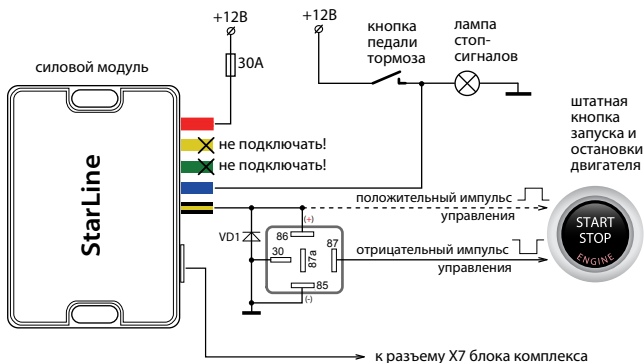 +12В
+12В
кнопка
педали
тормоза
лампа
стоп-
сигналов
30А
силовой модуль
штатная
кнопка
запуска и
остановки
двигателя
не подключать!
не подключать!
StarLine
положительный импульс
управления
(+)
86
VD1
30
87а
87
85
(-)
отрицательный импульс
управления
START
STOP
ENGINE
к разъему Х7 блока комплекса